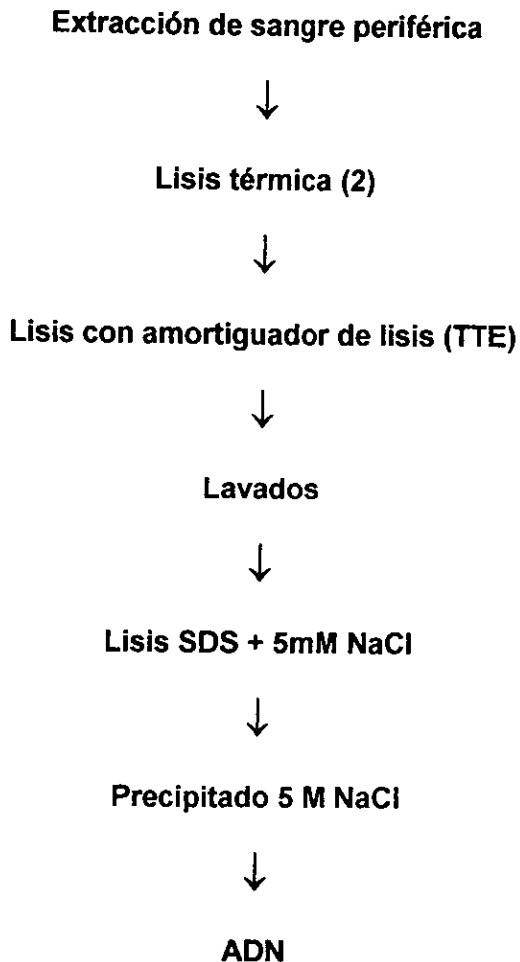 Extracción de sangre periférica
↓
Lisis térmica (2)
↓
Lisis con amortiguador de lisis (TTE)
↓
Lavados
↓
Lisis SDS + 5mM NaCl
↓
Precipitado 5 M NaCl
↓
ADN